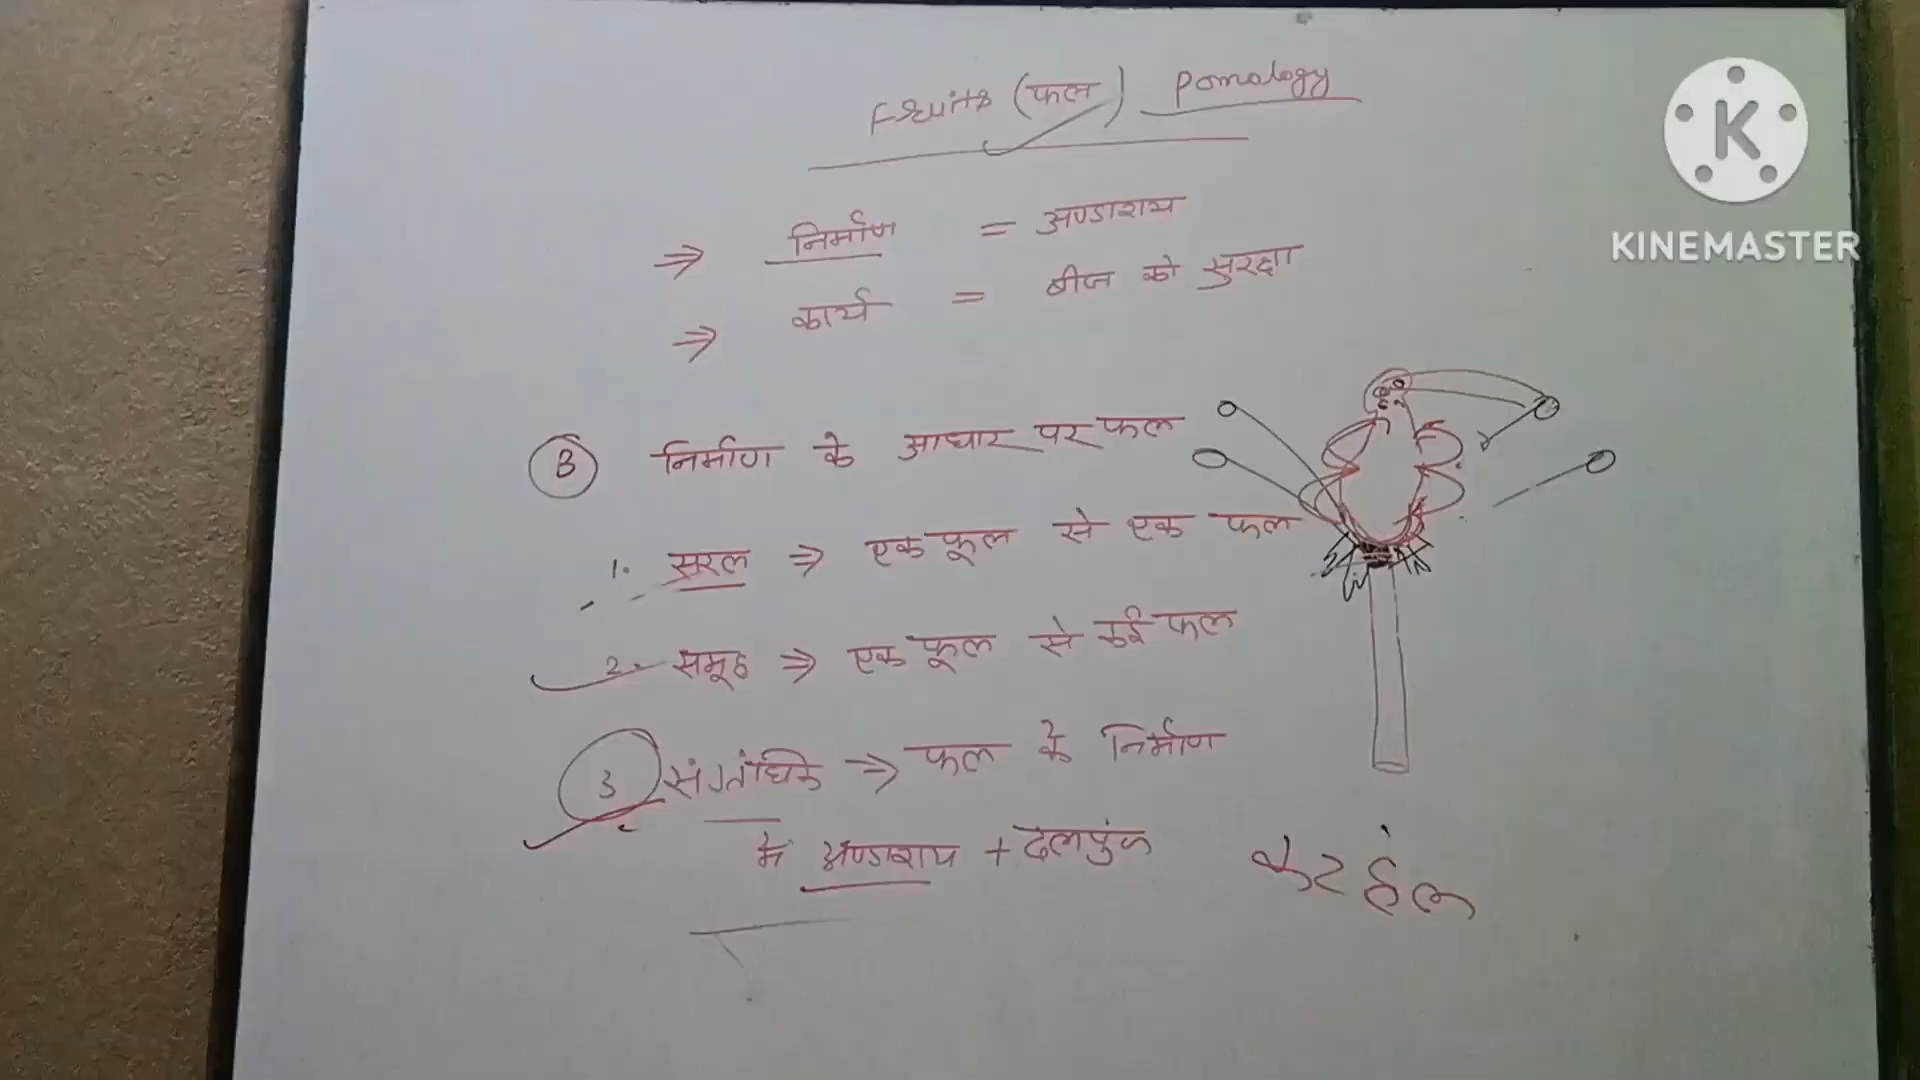 Fruits (फल) Pomology
⇒ निर्माण = अण्डाशय
⇒ कार्य = बीज को सुरक्षा
B निर्माण के आधार पर फल
1. सरल ⇒ एक फूल से एक फल
2. समूह ⇒ एक फूल से कई फल
3 ⇒ फल के निर्माण
में अण्डाशय + दलपुंज
कटहल
K
KINEMASTER